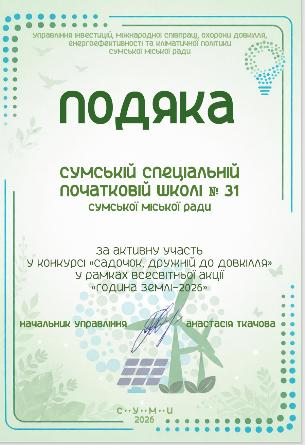 УПРАВЛІННЯ ІНВЕСТИЦІЙ, МІЖНАРОДНОЇ СПІВПРАЦІ, ОХОРОНИ ДОВКІЛЛЯ,
ЕНЕРГОЕФЕКТИВНОСТІ ТА КЛІМАТИЧНОЇ ПОЛІТИКИ
СУМСЬКОЇ МІСЬКОЇ РАДИ
ПОДЯКА
СУМСЬКІЙ СПЕЦІАЛЬНІЙ
ПОЧАТКОВІЙ ШКОЛІ № 31
СУМСЬКОЇ МІСЬКОЇ РАДИ
ЗА АКТИВНУ УЧАСТЬ
У КОНКУРСІ «САДОЧОК, ДРУЖНІЙ ДО ДОВКІЛЛЯ»
У РАМКАХ ВСЕСВІТНЬОЇ АКЦІЇ
«ГОДИНА ЗЕМЛІ-2026»
НАЧАЛЬНИК УПРАВЛІННЯ АНАСТАСІЯ ТКАЧОВА
С··У··М··И
2026